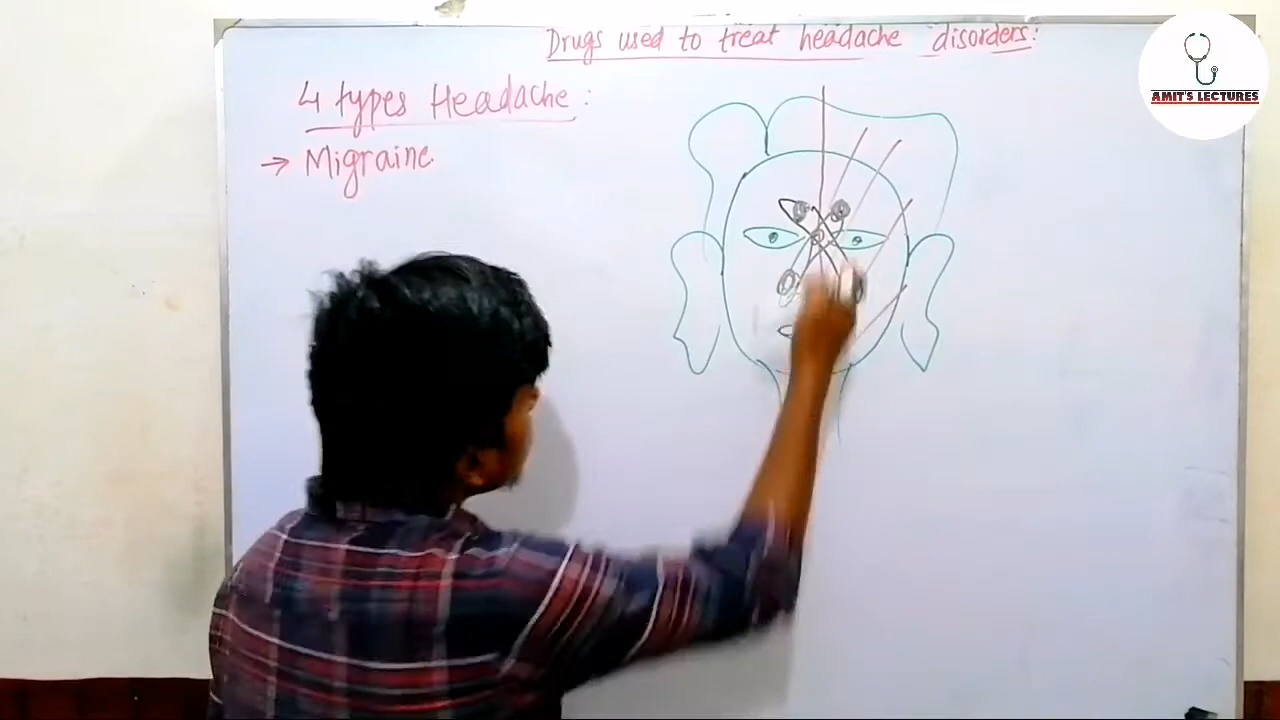 Drugs used to treat headache disorders:
AMIT'S LECTURES
4 types Headache:
→ Migraine